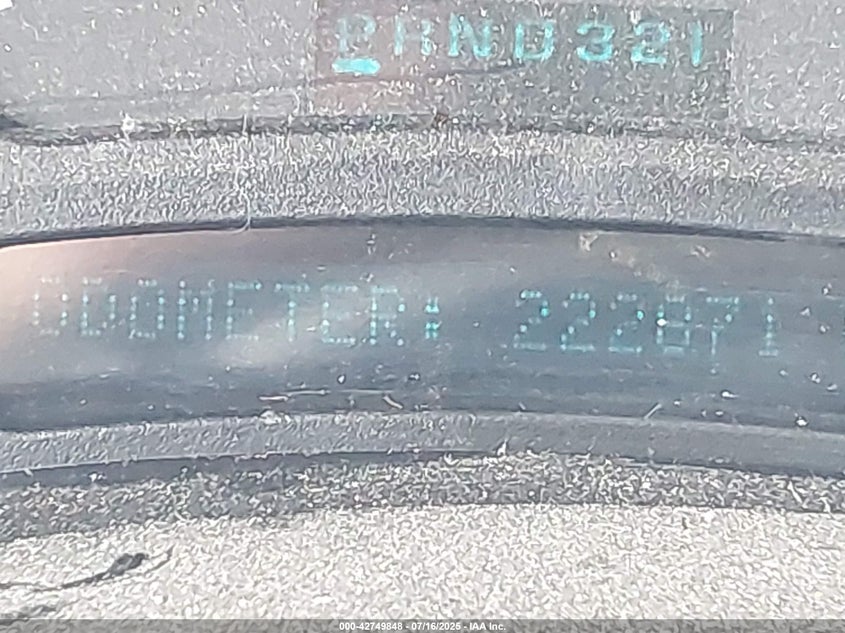 PRND321
ODOMETER: 222871
000-42749848 - 07/16/2025 - IAA Inc.